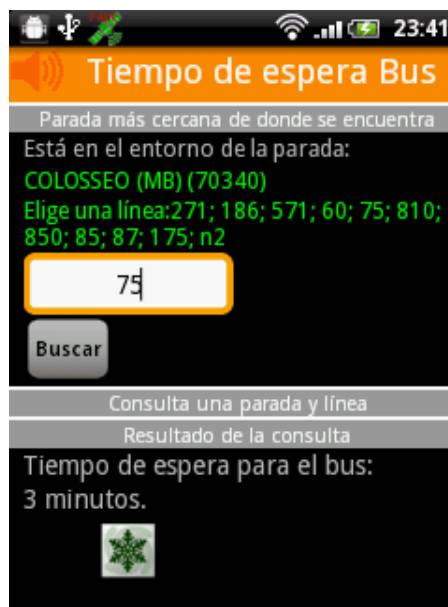 23:41
Tiempo de espera Bus
Parada más cercana de donde se encuentra
Está en el entorno de la parada:
COLOSSEO (MB) (70340)
Elige una línea:271; 186; 571; 60; 75; 810;
850; 85; 87; 175; n2
75
Buscar
Consulta una parada y línea
Resultado de la consulta
Tiempo de espera para el bus:
3 minutos.